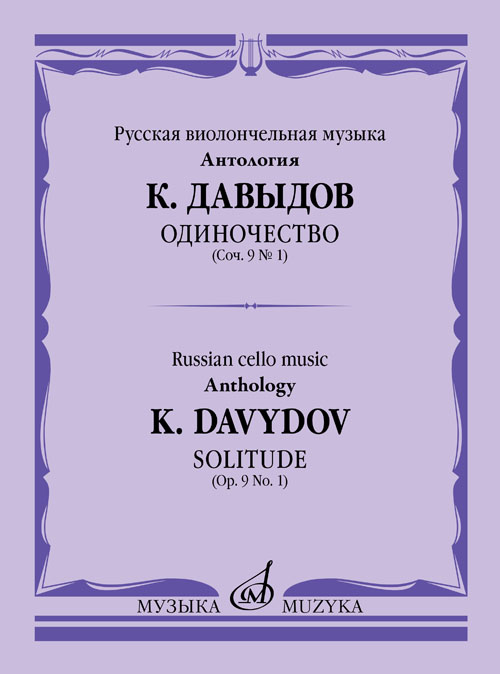 Русская виолончельная музыка
Антология
К. ДАВЫДОВ
ОДИНОЧЕСТВО
(Соч. 9 № 1)
Russian cello music
Anthology
K. DAVYDOV
SOLITUDE
(Op. 9 No. 1)
МУЗЫКА М MUZYKA